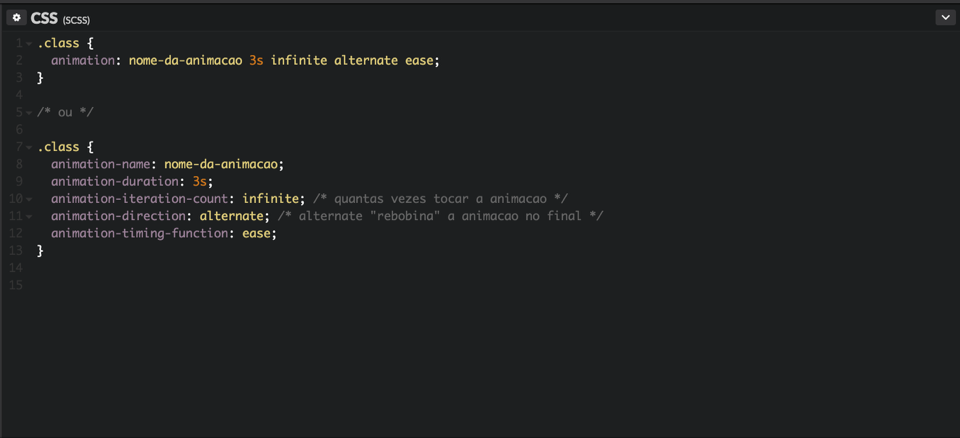 CSS (SCSS)
1 .class {
2 animation: nome-da-animacao 3s infinite alternate ease;
3 }
4
5 /* ou */
6
7 .class {
8 animation-name: nome-da-animacao;
9 animation-duration: 3s;
10 animation-iteration-count: infinite; /* quantas vezes tocar a animacao */
11 animation-direction: alternate; /* alternate "rebobina" a animacao no final */
12 animation-timing-function: ease;
13 }
14
15